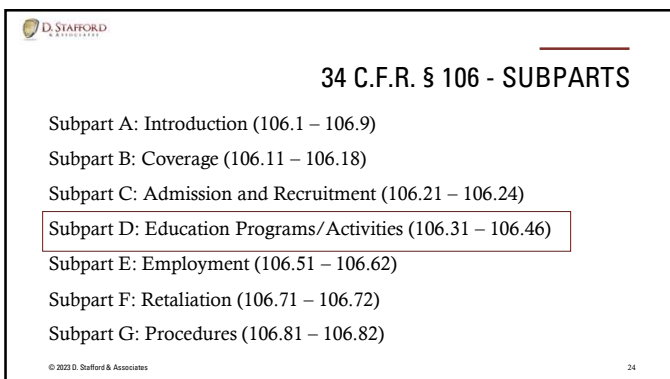 D. STAFFORD
& ASSOCIATES
34 C.F.R. § 106 - SUBPARTS
Subpart A: Introduction (106.1 – 106.9)
Subpart B: Coverage (106.11 – 106.18)
Subpart C: Admission and Recruitment (106.21 – 106.24)
Subpart D: Education Programs/Activities (106.31 – 106.46)
Subpart E: Employment (106.51 – 106.62)
Subpart F: Retaliation (106.71 – 106.72)
Subpart G: Procedures (106.81 – 106.82)
© 2023 D. Stafford & Associates
24